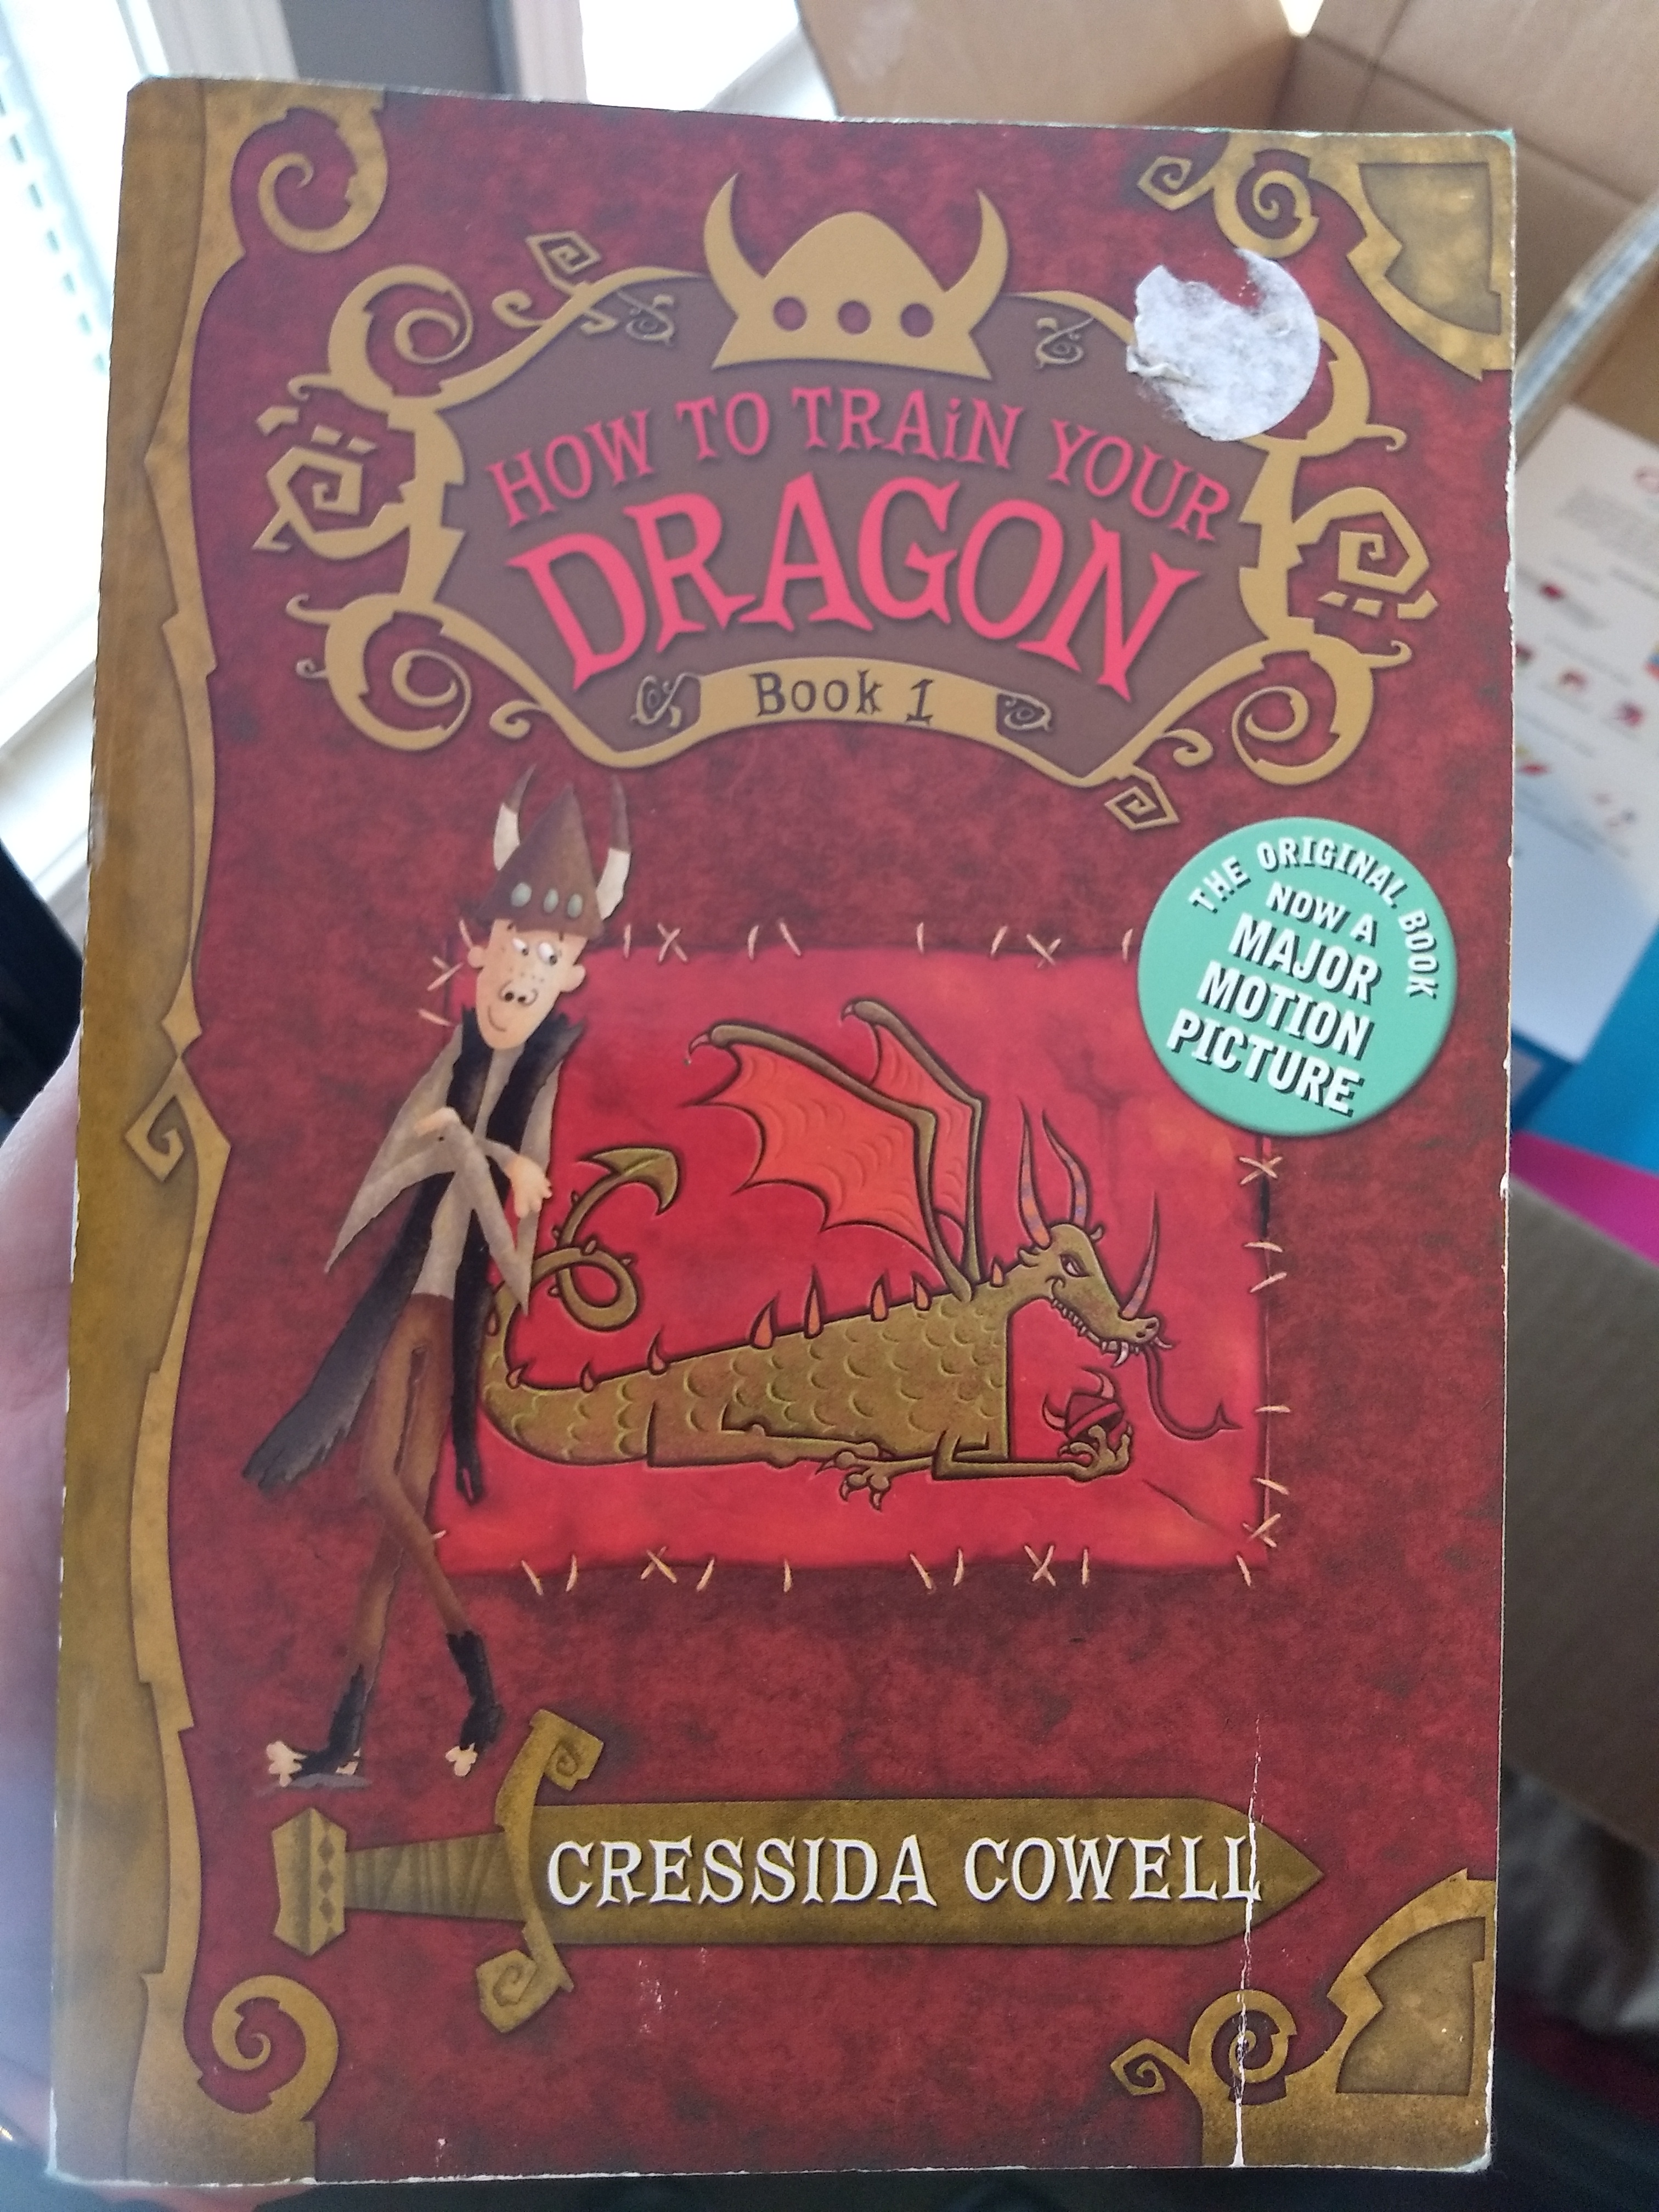 HOW TO TRAiN YOUR
DRAGON
Book 1
THE ORIGINAL BOOK
NOW A
MAJOR
MOTION
PICTURE
CRESSIDA COWELL